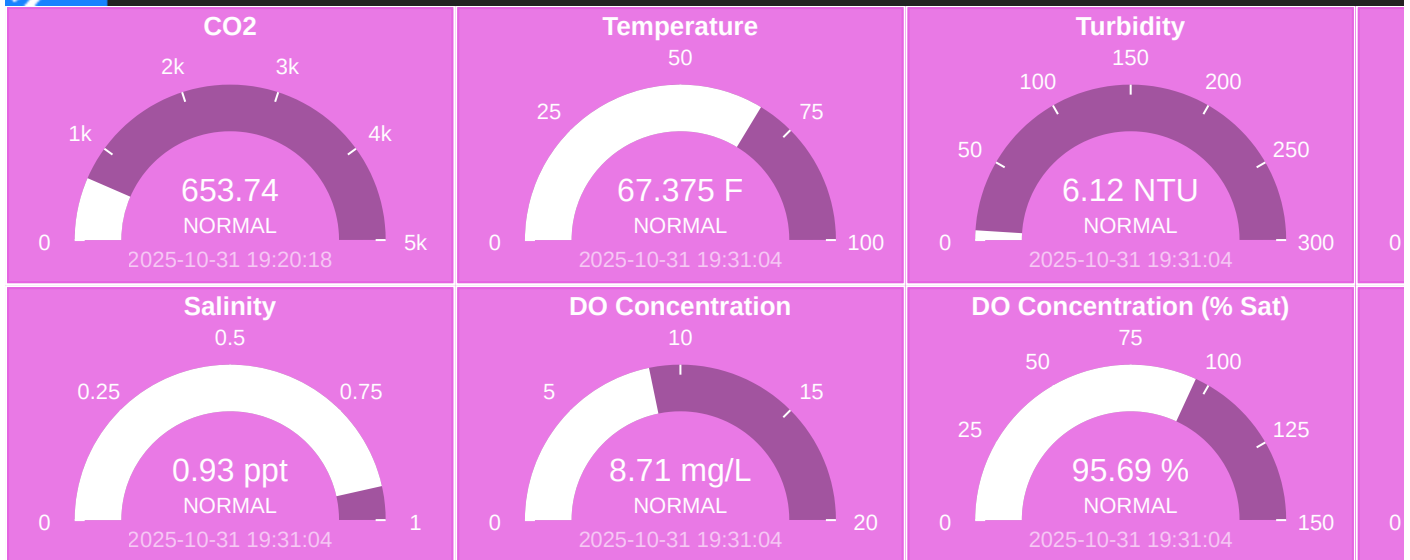 CO2
2k 3k
1k 4k
653.74
NORMAL
0 5k
2025-10-31 19:20:18
Temperature
50
25 75
67.375 F
NORMAL
0 100
2025-10-31 19:31:04
Turbidity
150
100 200
50 250
6.12 NTU
NORMAL
0 300
2025-10-31 19:31:04
0
Salinity
0.5
0.25 0.75
0.93 ppt
NORMAL
0 1
2025-10-31 19:31:04
DO Concentration
10
5 15
8.71 mg/L
NORMAL
0 20
2025-10-31 19:31:04
DO Concentration (% Sat)
75
50 100
25 125
95.69 %
NORMAL
0 150
2025-10-31 19:31:04
0